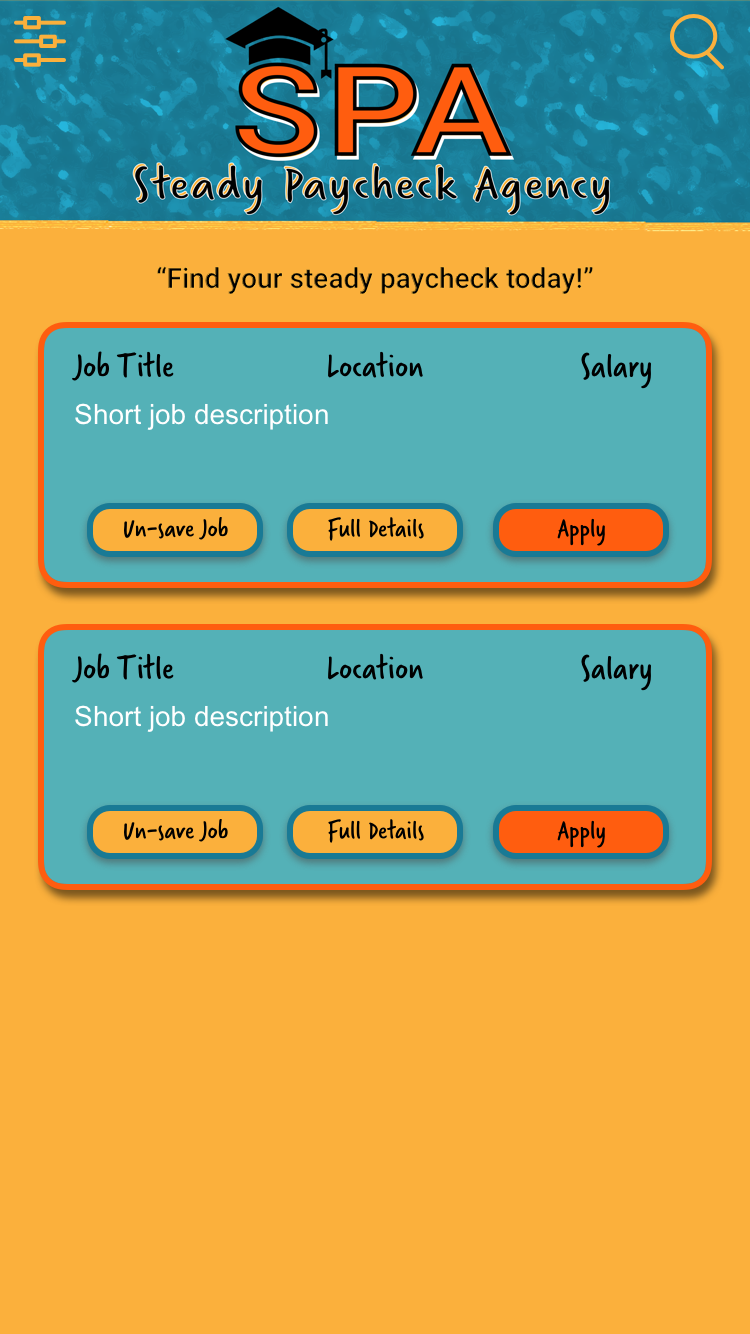 SPA
Steady Paycheck Agency
“Find your steady paycheck today!”
Job Title Location Salary
Short job description
Un-save Job Full Details Apply
Job Title Location Salary
Short job description
Un-save Job Full Details Apply